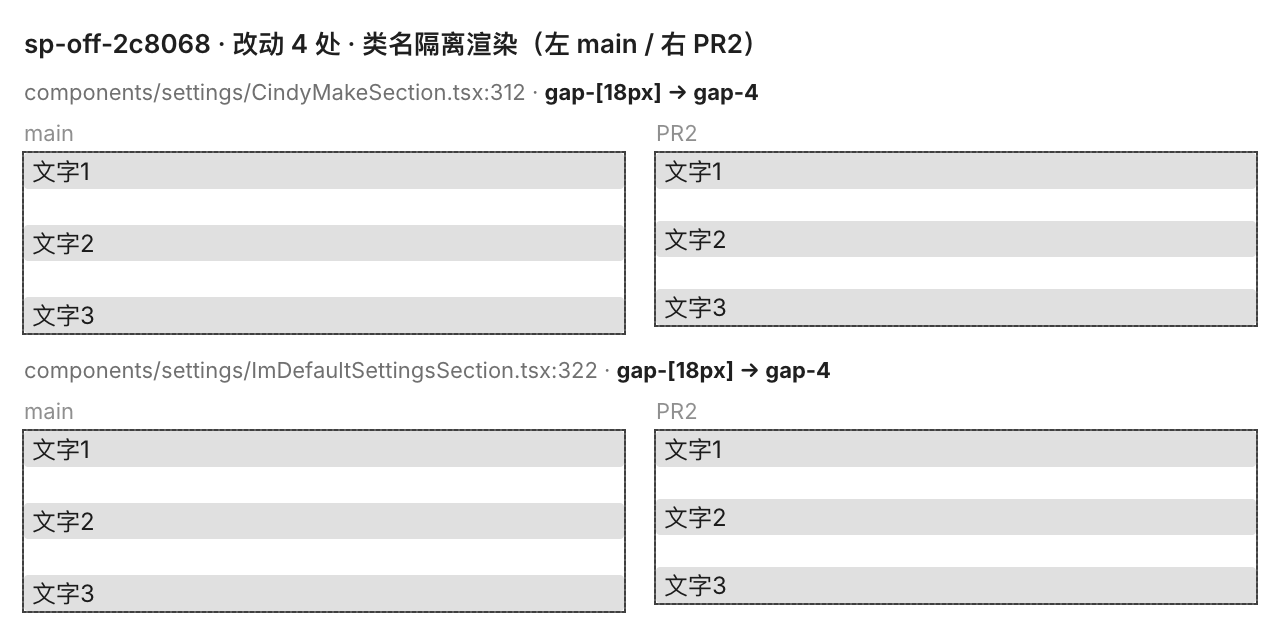 sp-off-2c8068 · 改动 4 处 · 类名隔离渲染（左 main / 右 PR2）
components/settings/CindyMakeSection.tsx:312 · gap-[18px] → gap-4
main PR2
文字1 文字1
文字2 文字2
文字3 文字3
components/settings/ImDefaultSettingsSection.tsx:322 · gap-[18px] → gap-4
main PR2
文字1 文字1
文字2 文字2
文字3 文字3